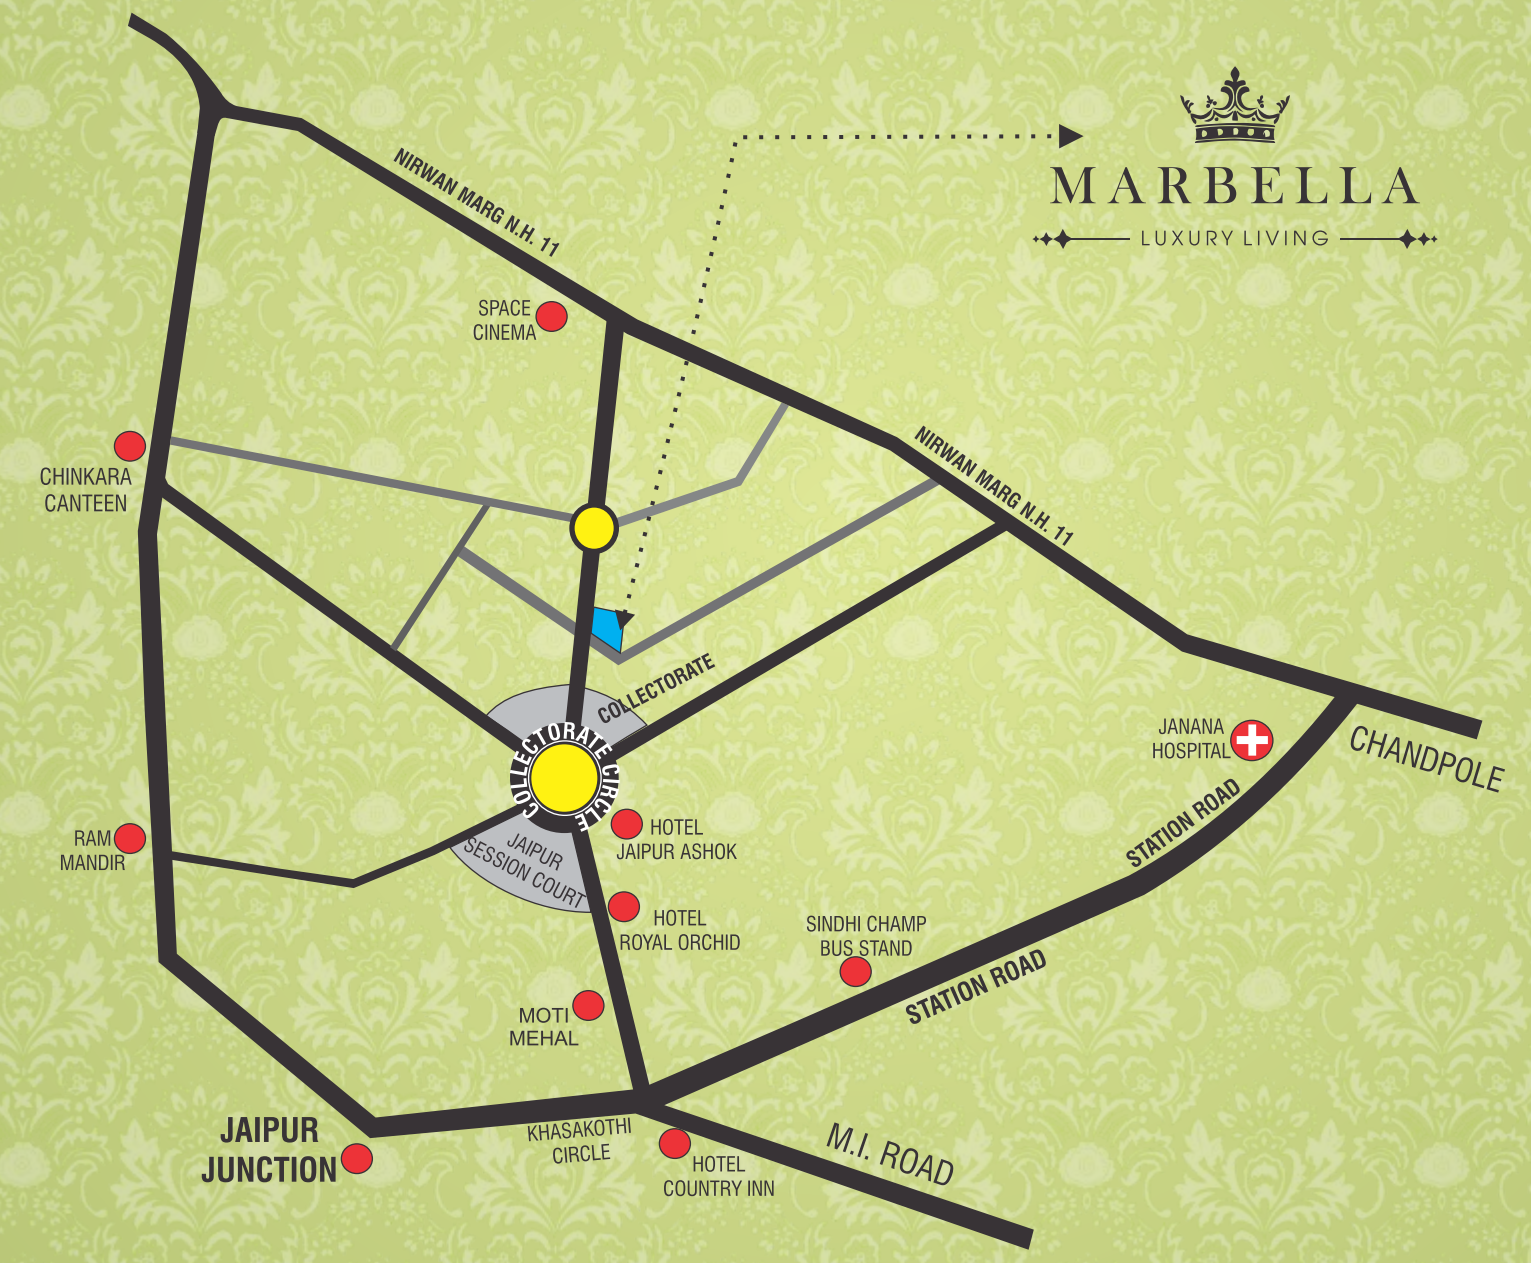 MARBELLA
LUXURY LIVING
NIRWAN MARG N.H. 11
SPACE
CINEMA
NIRWAN MARG N.H. 11
CHINKARA
CANTEEN
COLLECTORATE
COLLECTORATE CIRCLE
JANANA
HOSPITAL
CHANDPOLE
STATION ROAD
RAM
MANDIR
JAIPUR
SESSION COURT
HOTEL
JAIPUR ASHOK
HOTEL
ROYAL ORCHID
SINDHI CHAMP
BUS STAND
STATION ROAD
MOTI
MEHAL
JAIPUR
JUNCTION
KHASAKOTHI
CIRCLE
HOTEL
COUNTRY INN
M.I. ROAD